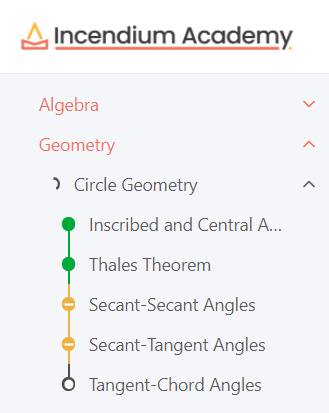 Incendium Academy
Algebra
Geometry
Circle Geometry
Inscribed and Central A...
Thales Theorem
Secant-Secant Angles
Secant-Tangent Angles
Tangent-Chord Angles